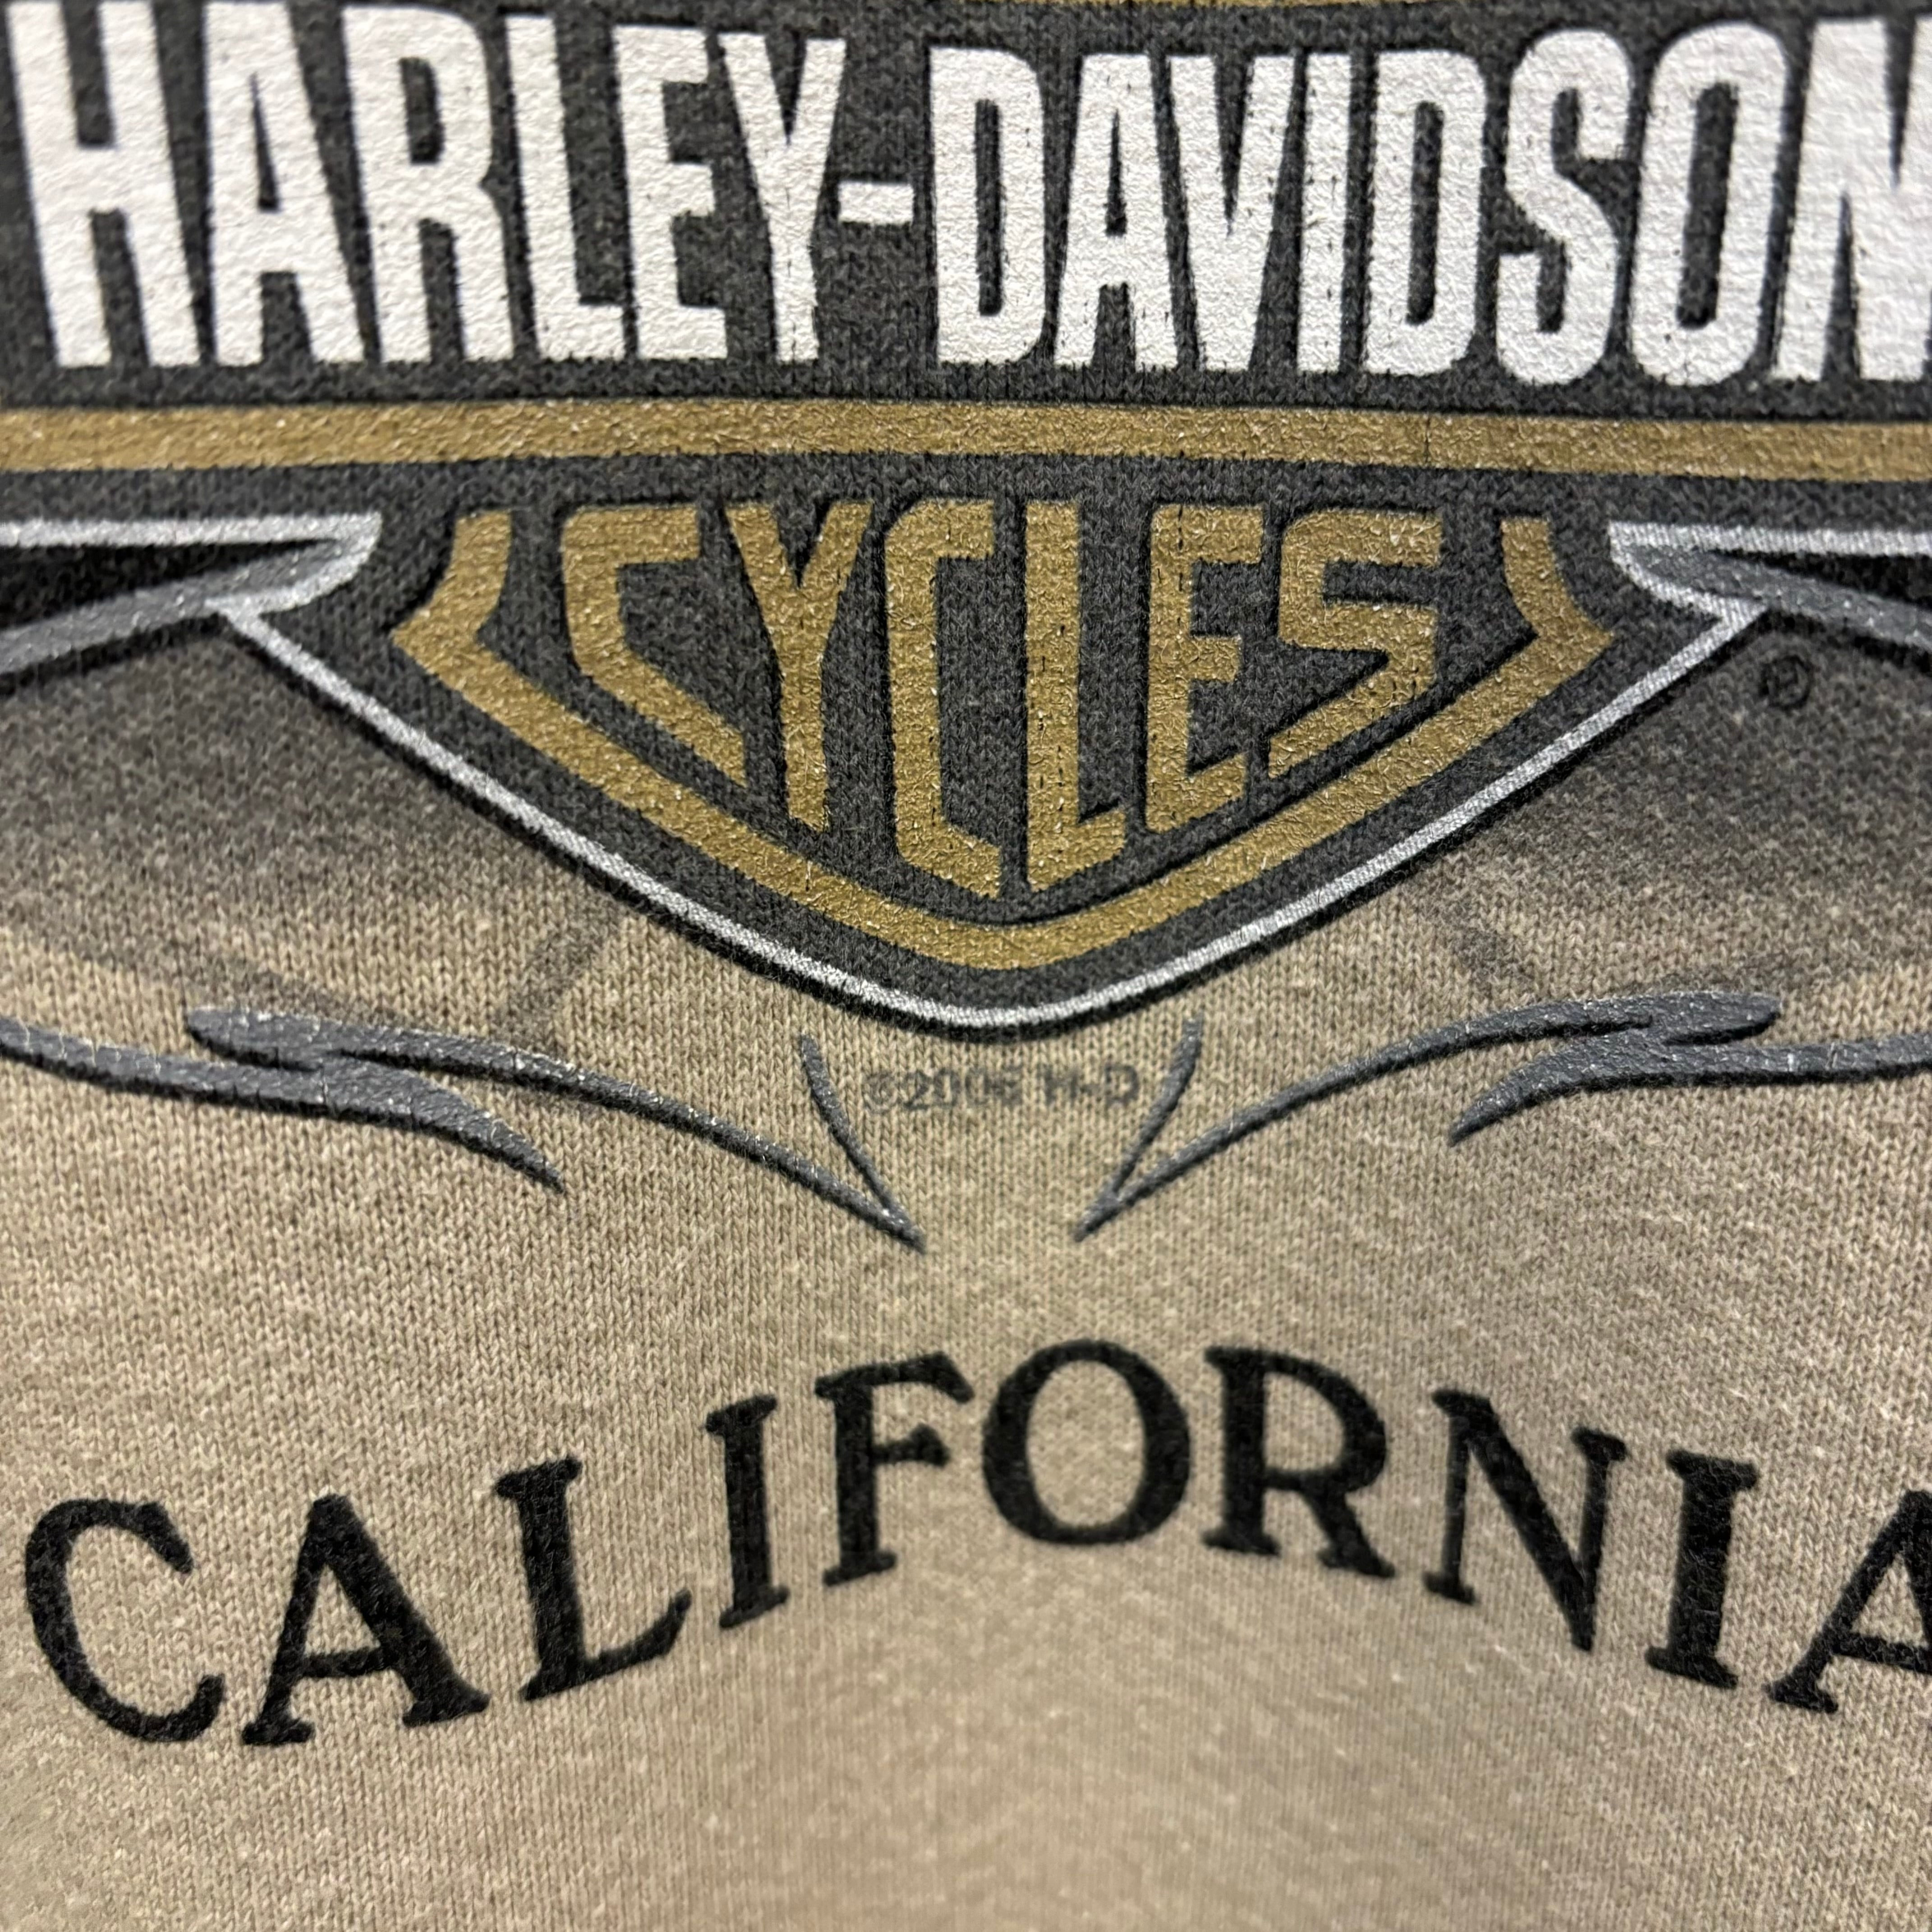 HARLEY-DAVIDSON
CYCLES
®
©2006 H-D
CALIFORNIA